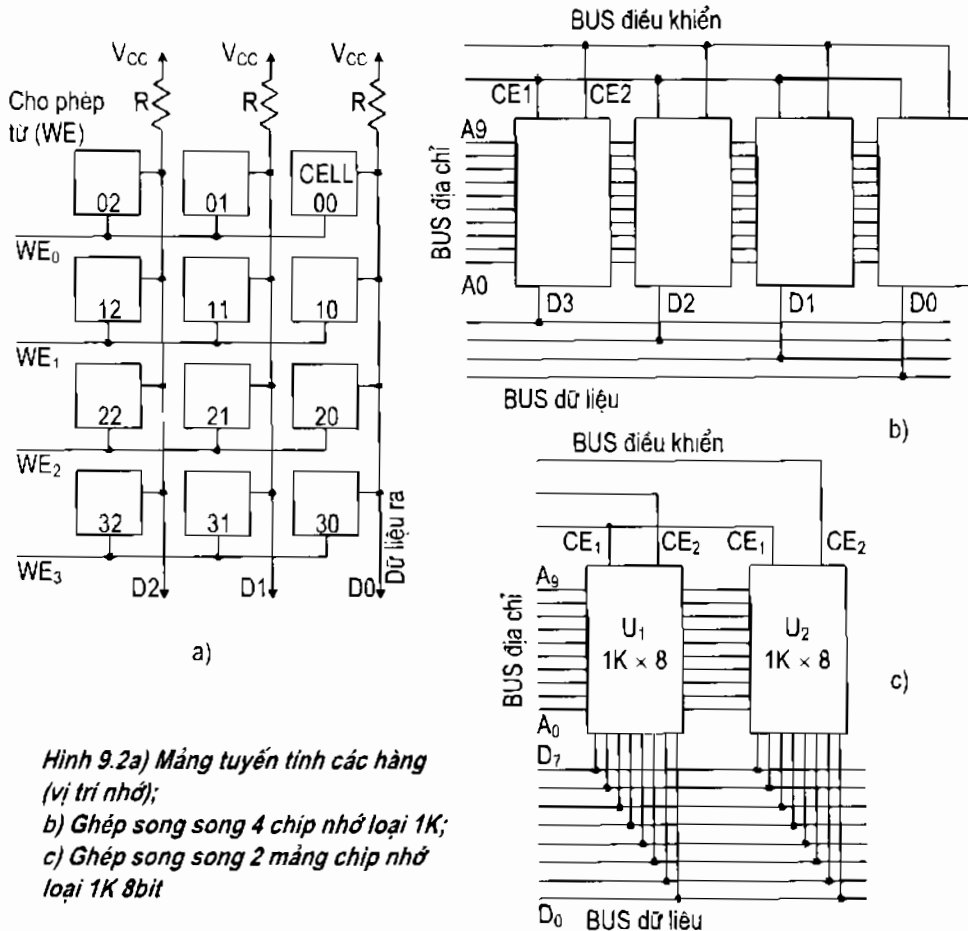 VCC VCC VCC
R R R
Cho phép
từ (WE)
CELL
02 01 00
WE0
12 11 10
WE1
22 21 20
WE2
32 31 30
WE3
D2 D1 D0
Dữ liệu ra
a)
BUS điều khiển
CE1 CE2
A9
BUS địa chỉ
A0
D3 D2 D1 D0
BUS dữ liệu
b)
BUS điều khiển
CE1 CE2 CE1 CE2
A9
BUS địa chỉ
U1 U2
1K × 8 1K × 8
c)
A0
D7
D0 BUS dữ liệu
Hình 9.2a) Mảng tuyến tính các hàng
(vị trí nhớ);
b) Ghép song song 4 chip nhớ loại 1K;
c) Ghép song song 2 mảng chip nhớ
loại 1K 8bit